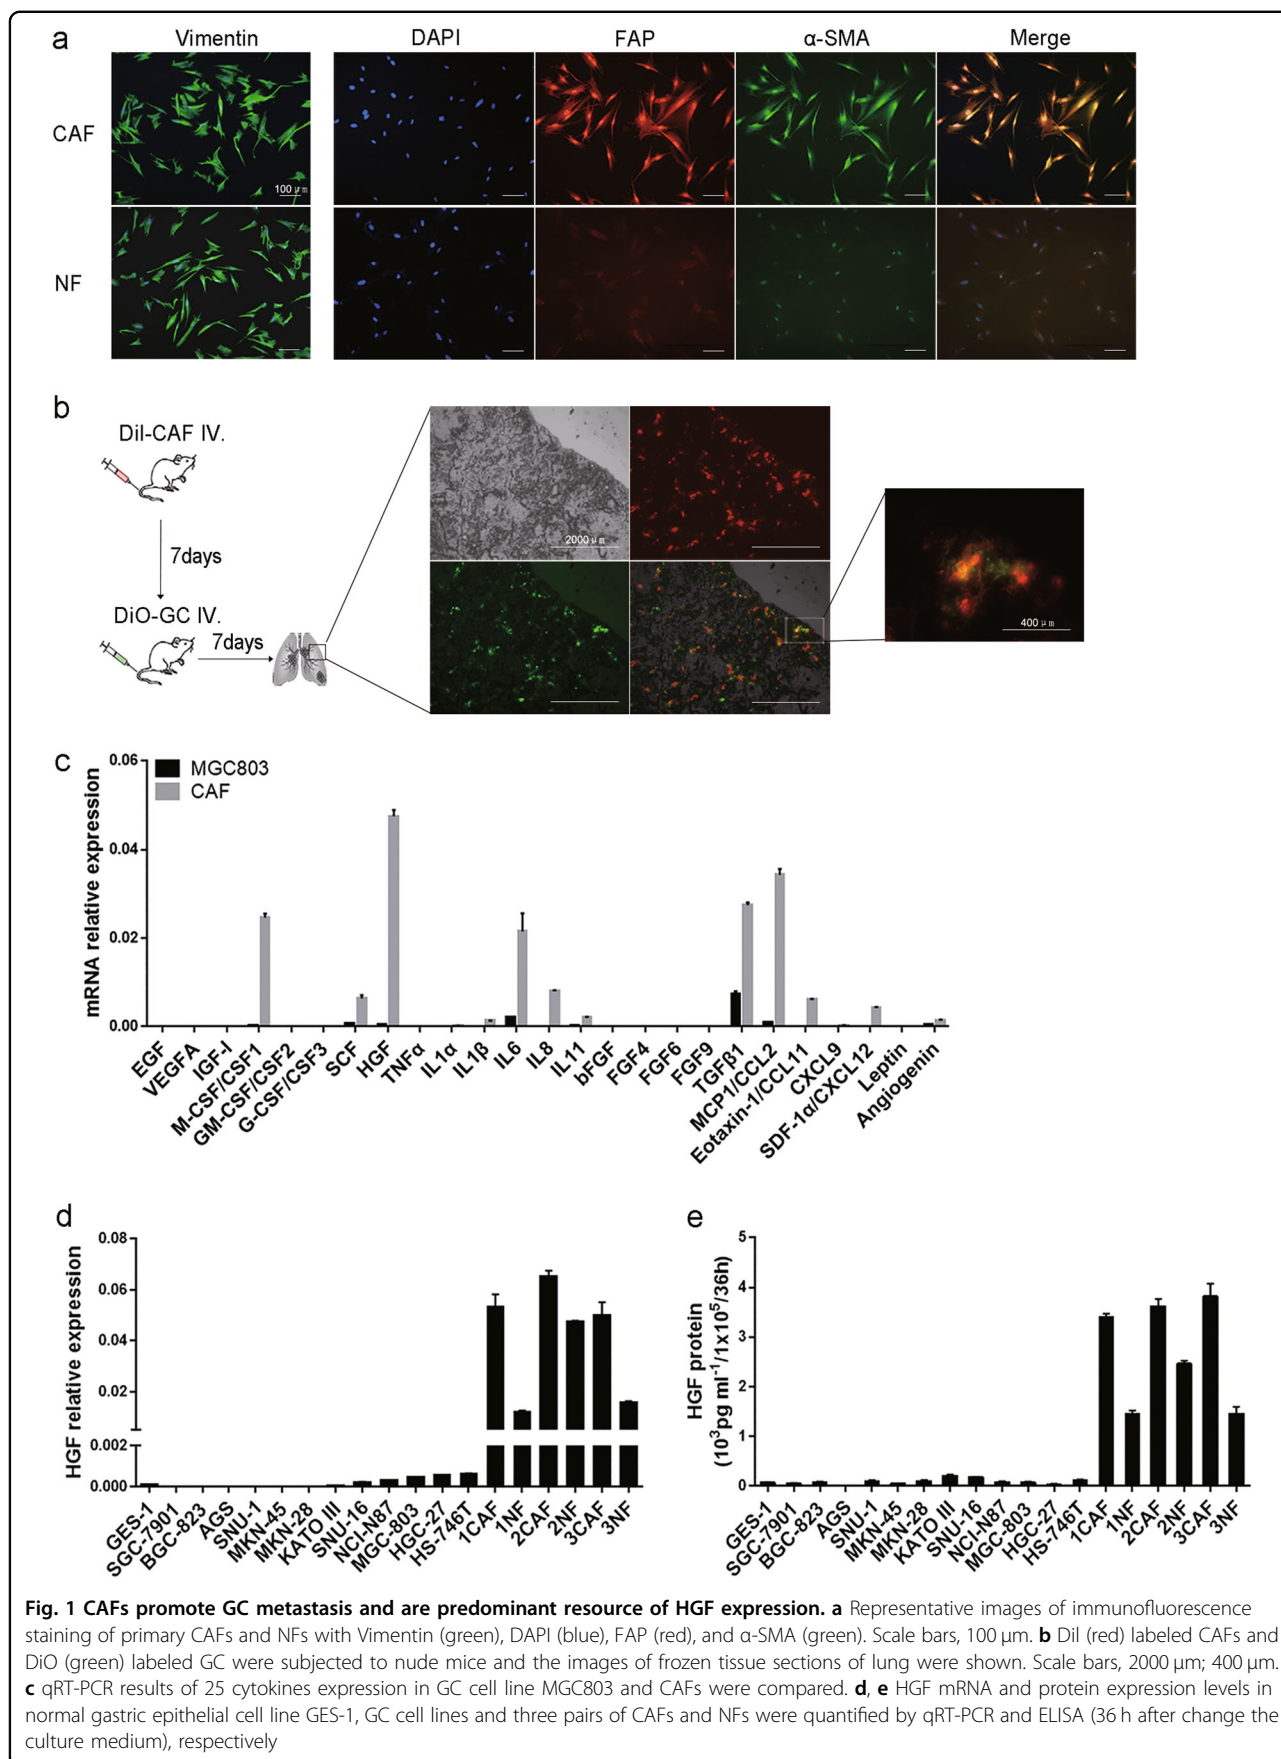 a
Vimentin DAPI FAP α-SMA Merge
CAF
100 μm
NF
b
DiI-CAF IV.
7days
DiO-GC IV.
7days
2000 μm
400 μm
c
mRNA relative expression
0.06
0.04
0.02
0.00
MGC803
CAF
EGF
VEGFA
IGF-I
M-CSF/CSF1
GM-CSF/CSF2
G-CSF/CSF3
SCF
HGF
TNFα
IL1α
IL1β
IL6
IL8
IL11
bFGF
FGF4
FGF6
FGF9
TGFβ1
MCP1/CCL2
Eotaxin-1/CCL11
CXCL9
SDF-1α/CXCL12
Leptin
Angiogenin
d
HGF relative expression
0.08
0.06
0.04
0.02
0.002
0.000
GES-1
SGC-7901
BGC-823
AGS
SNU-1
MKN-45
MKN-28
KATO III
SNU-16
NCI-N87
MGC-803
HGC-27
HS-746T
1CAF
1NF
2CAF
2NF
3CAF
3NF
e
HGF protein
(10³pg ml⁻¹/1x10⁵/36h)
5
4
3
2
1
0
GES-1
SGC-7901
BGC-823
AGS
SNU-1
MKN-45
MKN-28
KATO III
SNU-16
NCI-N87
MGC-803
HGC-27
HS-746T
1CAF
1NF
2CAF
2NF
3CAF
3NF
Fig. 1 CAFs promote GC metastasis and are predominant resource of HGF expression. a Representative images of immunofluorescence
staining of primary CAFs and NFs with Vimentin (green), DAPI (blue), FAP (red), and α-SMA (green). Scale bars, 100 μm. b DiI (red) labeled CAFs and
DiO (green) labeled GC were subjected to nude mice and the images of frozen tissue sections of lung were shown. Scale bars, 2000 μm; 400 μm.
c qRT-PCR results of 25 cytokines expression in GC cell line MGC803 and CAFs were compared. d, e HGF mRNA and protein expression levels in
normal gastric epithelial cell line GES-1, GC cell lines and three pairs of CAFs and NFs were quantified by qRT-PCR and ELISA (36 h after change the
culture medium), respectively